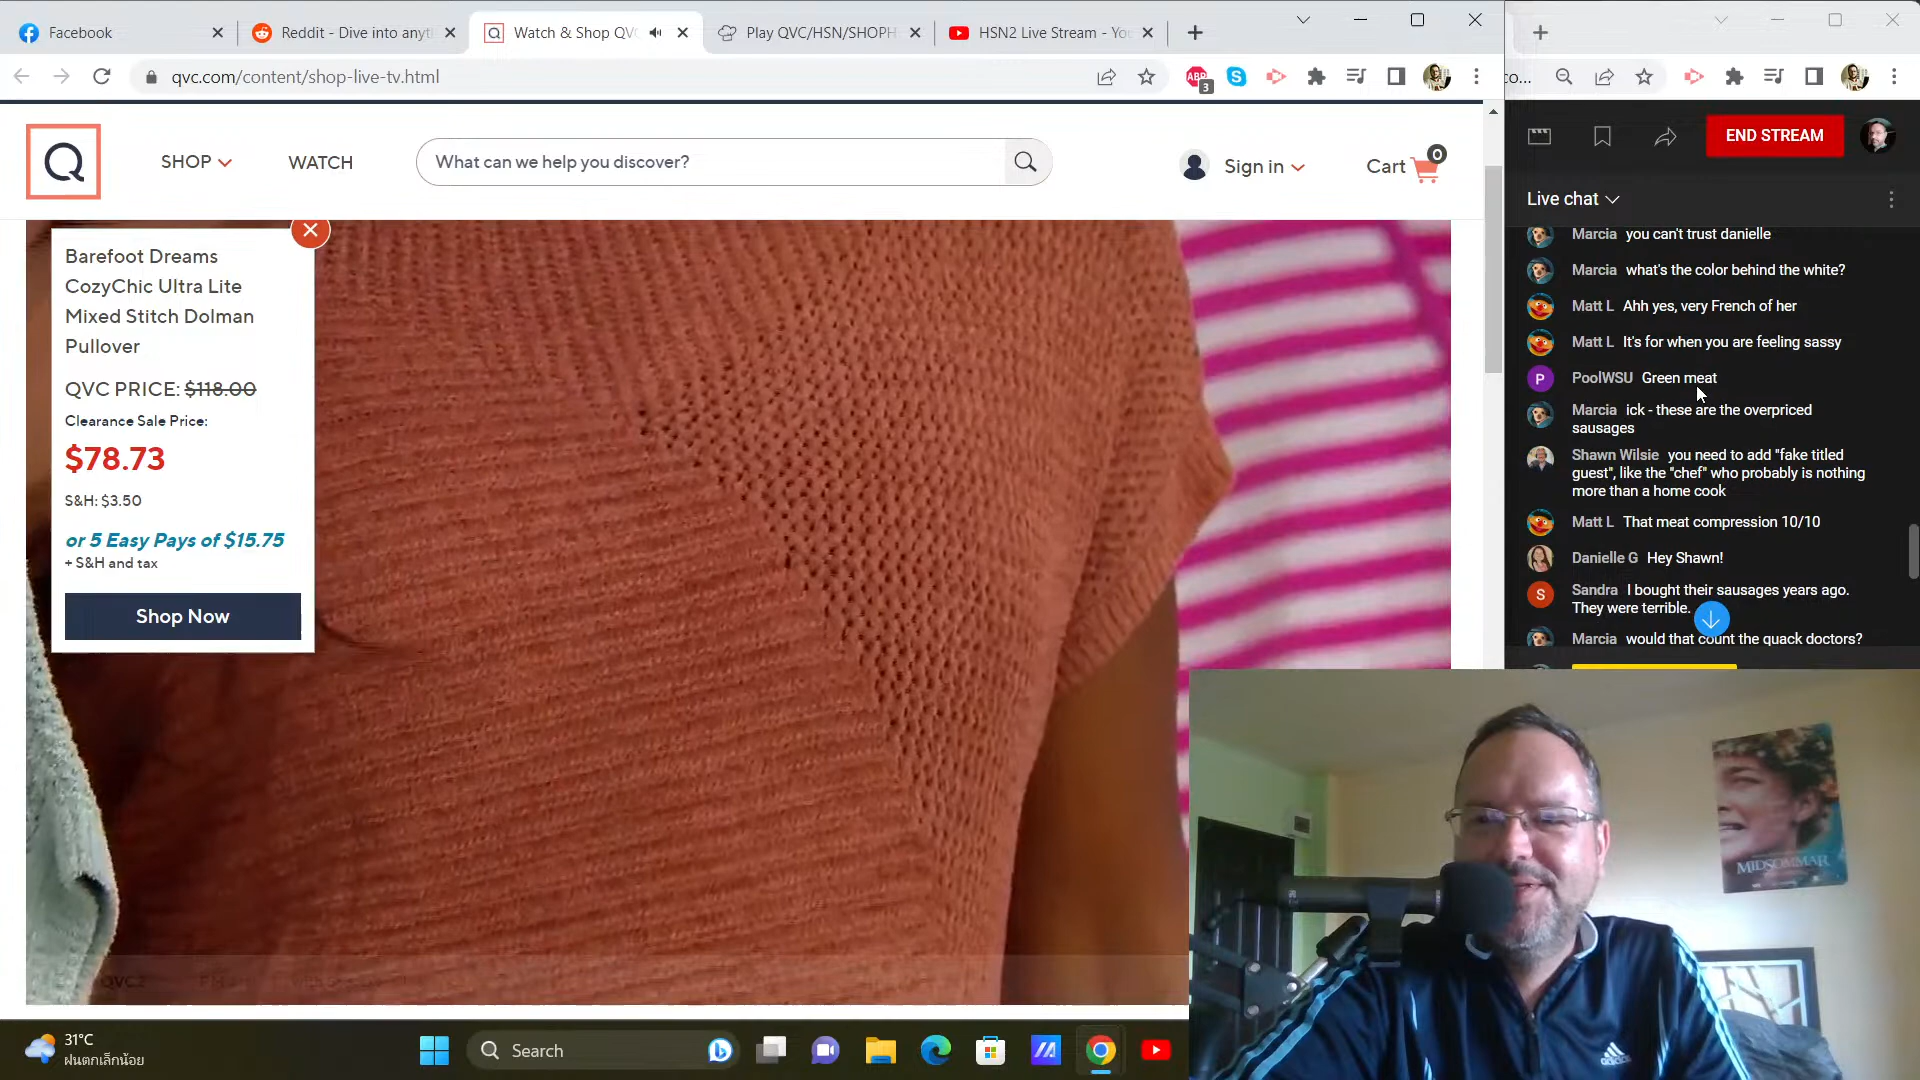 Facebook
Reddit - Dive into anyti
Watch & Shop QVC
Play QVC/HSN/SHOPH
HSN2 Live Stream - Yo
qvc.com/content/shop-live-tv.html
ABP
3
co...
Q
SHOP
WATCH
What can we help you discover?
Sign in
Cart
0
END STREAM
Live chat
Barefoot Dreams
CozyChic Ultra Lite
Mixed Stitch Dolman
Pullover
QVC PRICE: $118.00
Clearance Sale Price:
$78.73
S&H: $3.50
or 5 Easy Pays of $15.75
+ S&H and tax
Shop Now
QVC2
Marcia you can't trust danielle
Marcia what's the color behind the white?
Matt L Ahh yes, very French of her
Matt L It's for when you are feeling sassy
P
PoolWSU Green meat
Marcia ick - these are the overpriced
sausages
Shawn Wilsie you need to add "fake titled
guest", like the "chef" who probably is nothing
more than a home cook
Matt L That meat compression 10/10
Danielle G Hey Shawn!
S
Sandra I bought their sausages years ago.
They were terrible.
Marcia would that count the quack doctors?
MIDSOMMAR
adidas
31°C
ฝนตกเล็กน้อย
Search